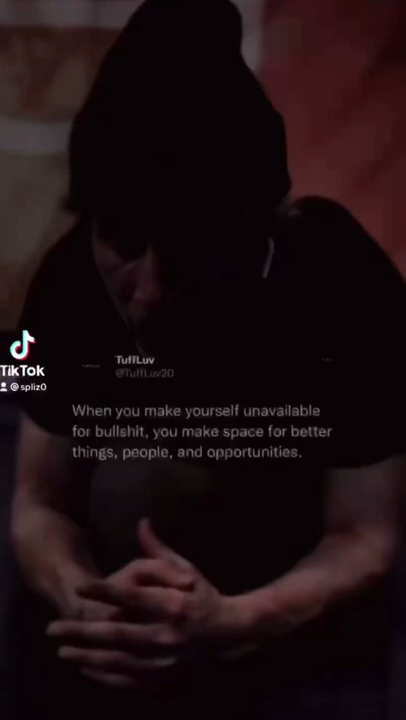 TuffLuv
@TuffLuv20
TikTok
@spliz0
When you make yourself unavailable
for bullshit, you make space for better
things, people, and opportunities.